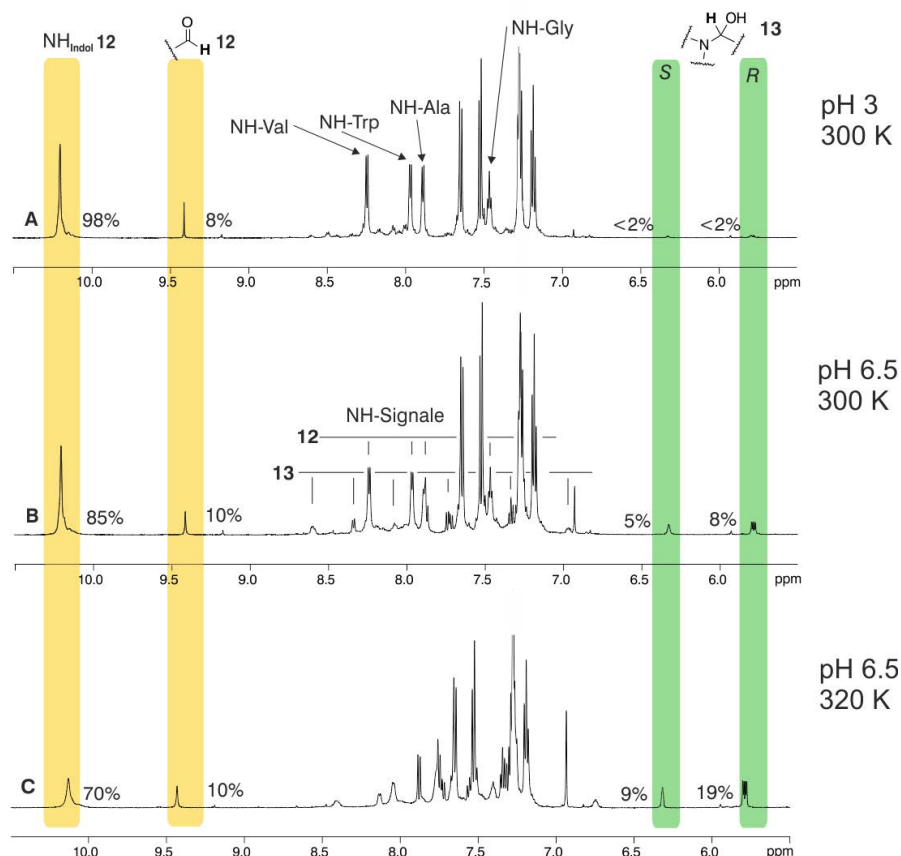 NH Indol 12
O
H 12
NH-Gly
H OH
N
13
NH-Val
NH-Trp
NH-Ala
S R
pH 3
300 K
A 98% 8% <2% <2%
10.0 9.5 9.0 8.5 8.0 7.5 7.0 6.5 6.0 ppm
pH 6.5
300 K
NH-Signale
12
13
B 85% 10% 5% 8%
10.0 9.5 9.0 8.5 8.0 7.5 7.0 6.5 6.0 ppm
pH 6.5
320 K
C 70% 10% 9% 19%
10.0 9.5 9.0 8.5 8.0 7.5 7.0 6.5 6.0 ppm